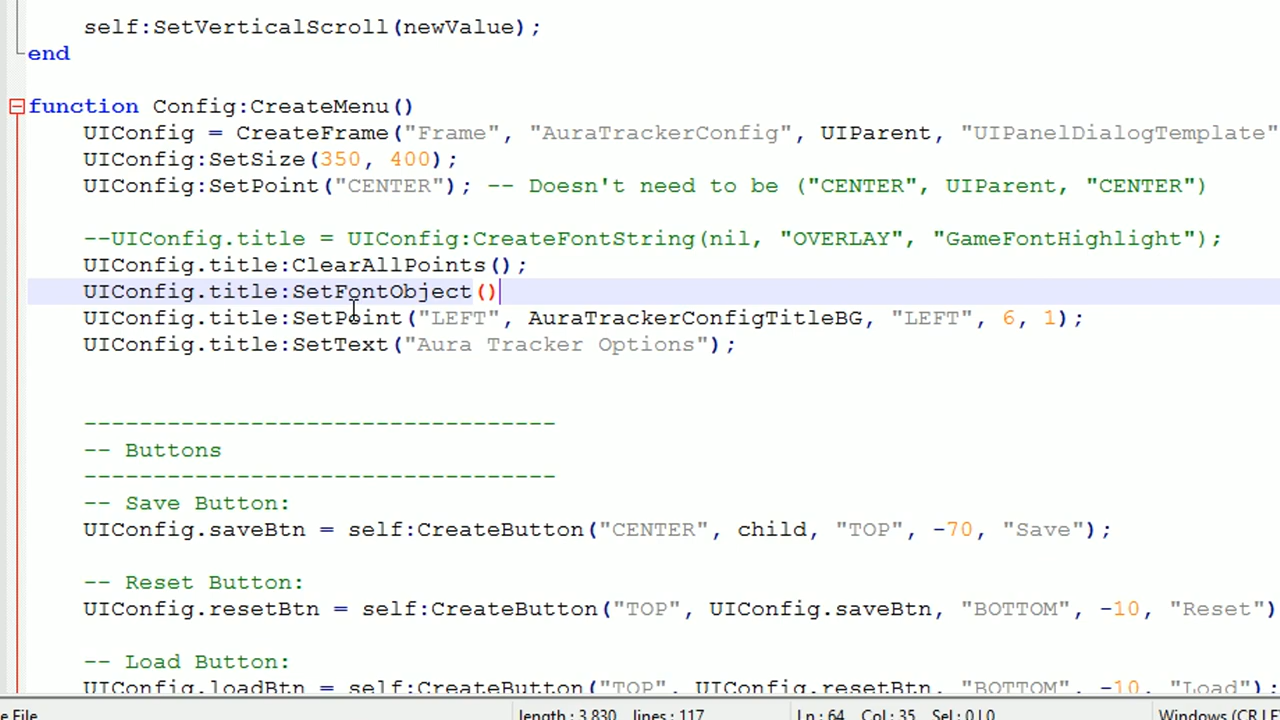 self:SetVerticalScroll(newValue);
end
function Config:CreateMenu()
UIConfig = CreateFrame("Frame", "AuraTrackerConfig", UIParent, "UIPanelDialogTemplate"
UIConfig:SetSize(350, 400);
UIConfig:SetPoint("CENTER"); -- Doesn't need to be ("CENTER", UIParent, "CENTER")
--UIConfig.title = UIConfig:CreateFontString(nil, "OVERLAY", "GameFontHighlight");
UIConfig.title:ClearAllPoints();
UIConfig.title:SetFontObject()
UIConfig.title:SetPoint("LEFT", AuraTrackerConfigTitleBG, "LEFT", 6, 1);
UIConfig.title:SetText("Aura Tracker Options");
----------------------------------
-- Buttons
----------------------------------
-- Save Button:
UIConfig.saveBtn = self:CreateButton("CENTER", child, "TOP", -70, "Save");
-- Reset Button:
UIConfig.resetBtn = self:CreateButton("TOP", UIConfig.saveBtn, "BOTTOM", -10, "Reset")
-- Load Button:
UIConfig.loadBtn = self:CreateButton("TOP", UIConfig.resetBtn, "BOTTOM", -10, "Load");
e File length : 3,830 lines : 117 Ln : 64 Col : 35 Sel : 0 | 0 Windows (CR LF